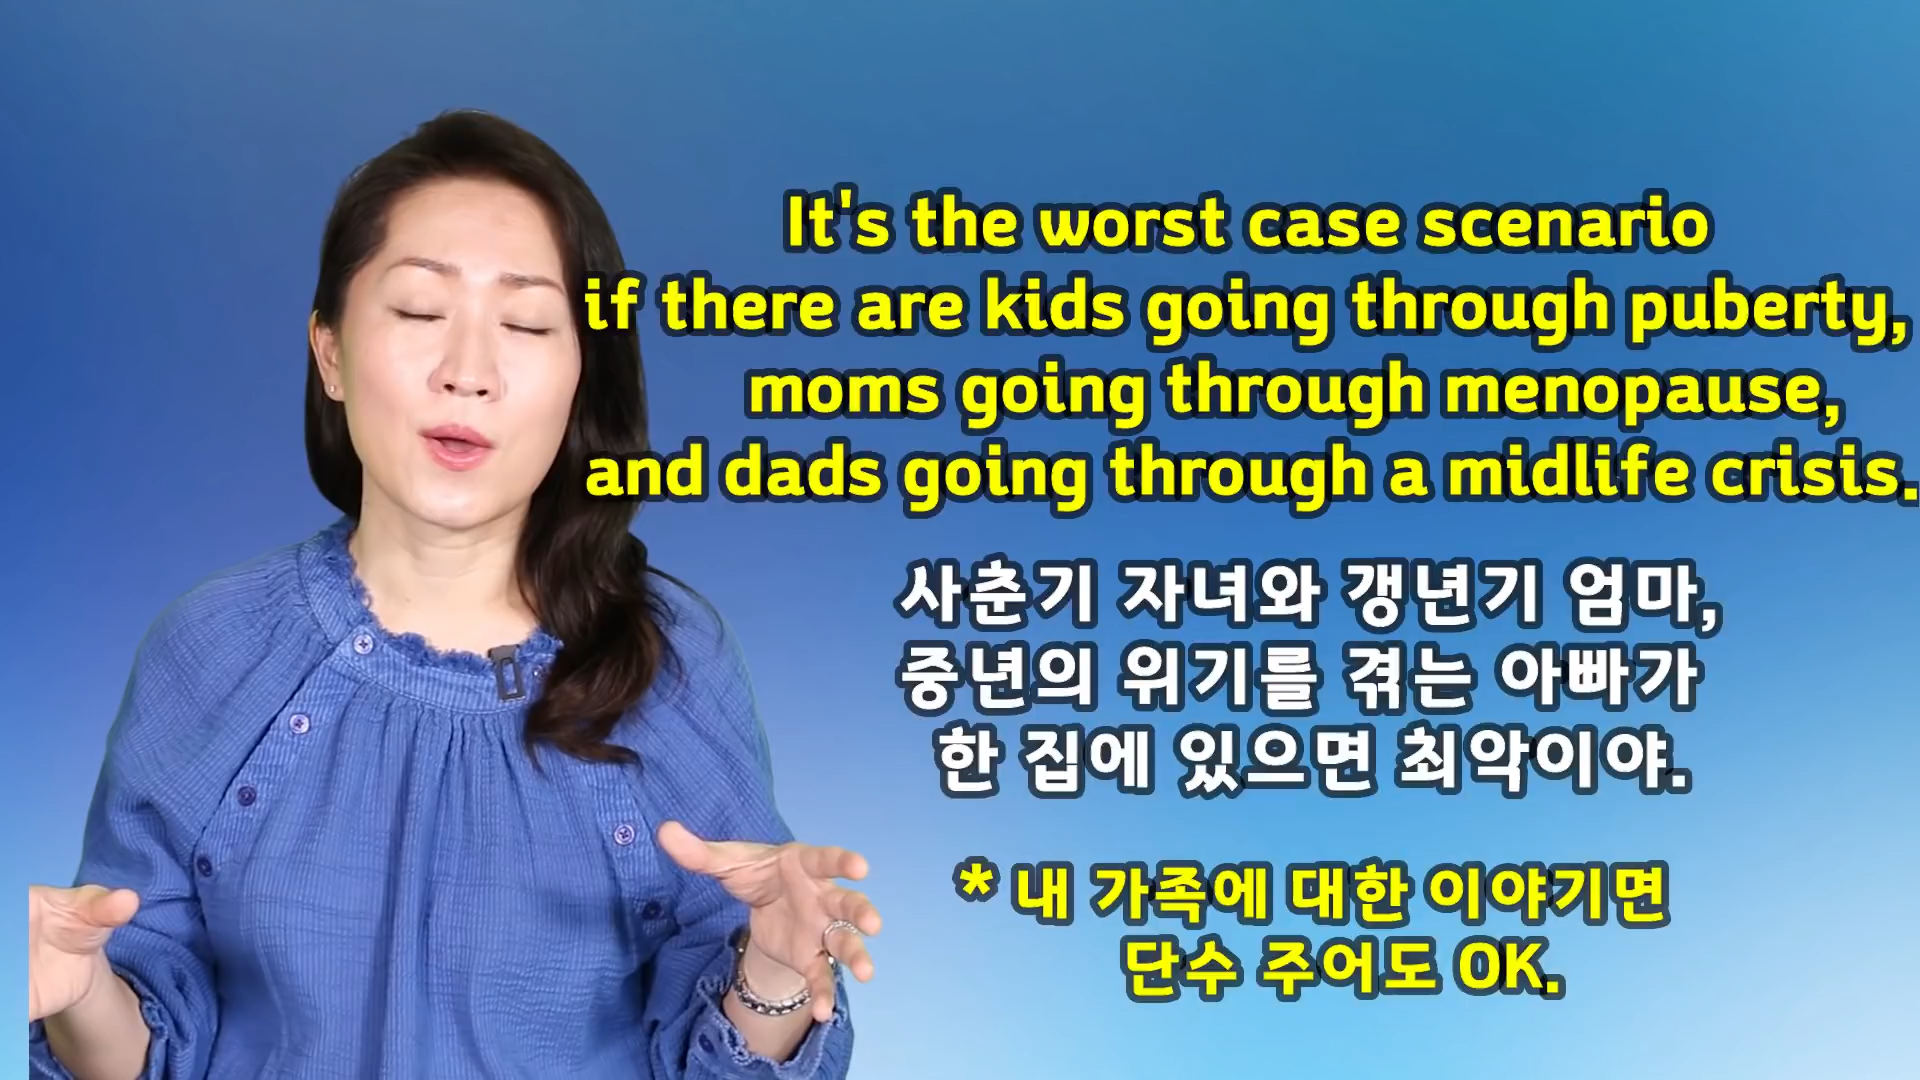 It's the worst case scenario
if there are kids going through puberty,
moms going through menopause,
and dads going through a midlife crisis.
사춘기 자녀와 갱년기 엄마,
중년의 위기를 겪는 아빠가
한 집에 있으면 최악이야.
* 내 가족에 대한 이야기면
단수 주어도 OK.